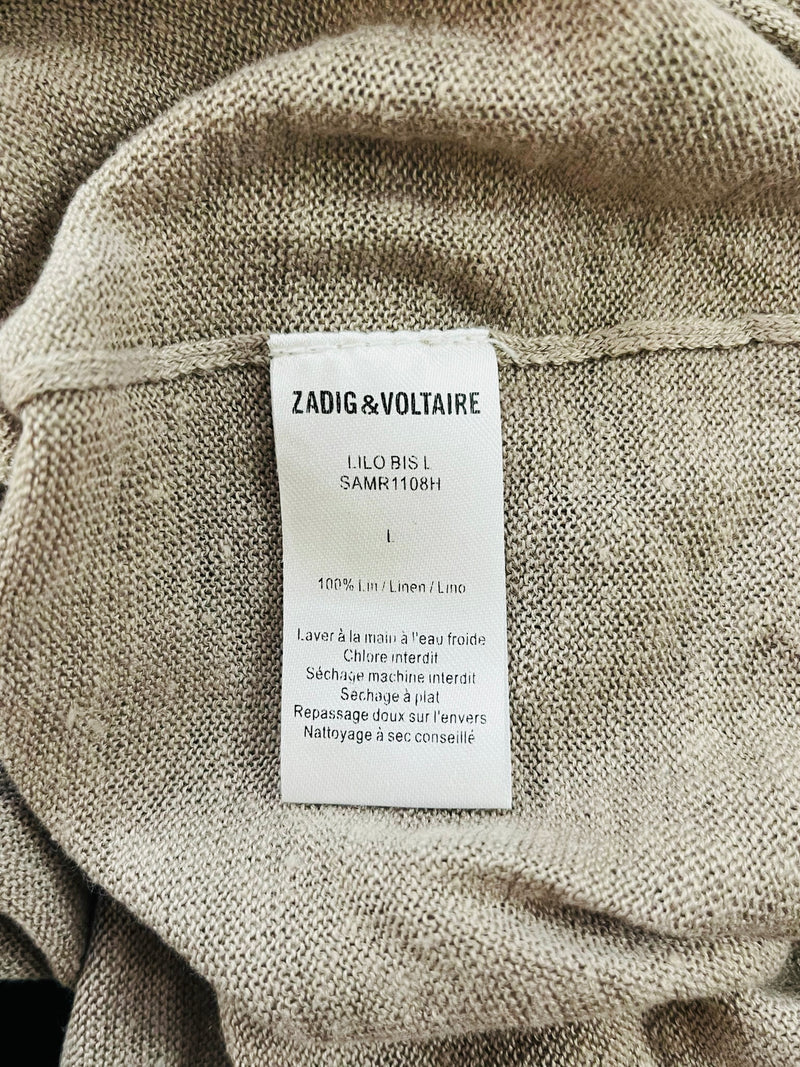 ZADIG&VOLTAIRE
LILO BIS L
SAMR1108H
L
100% Lin / Linen / Lino
Laver à la main à l'eau froide
Chlore interdit
Séchage machine interdit
Sechage à plat
Repassage doux sur l'envers
Nattoyage à sec conseillé